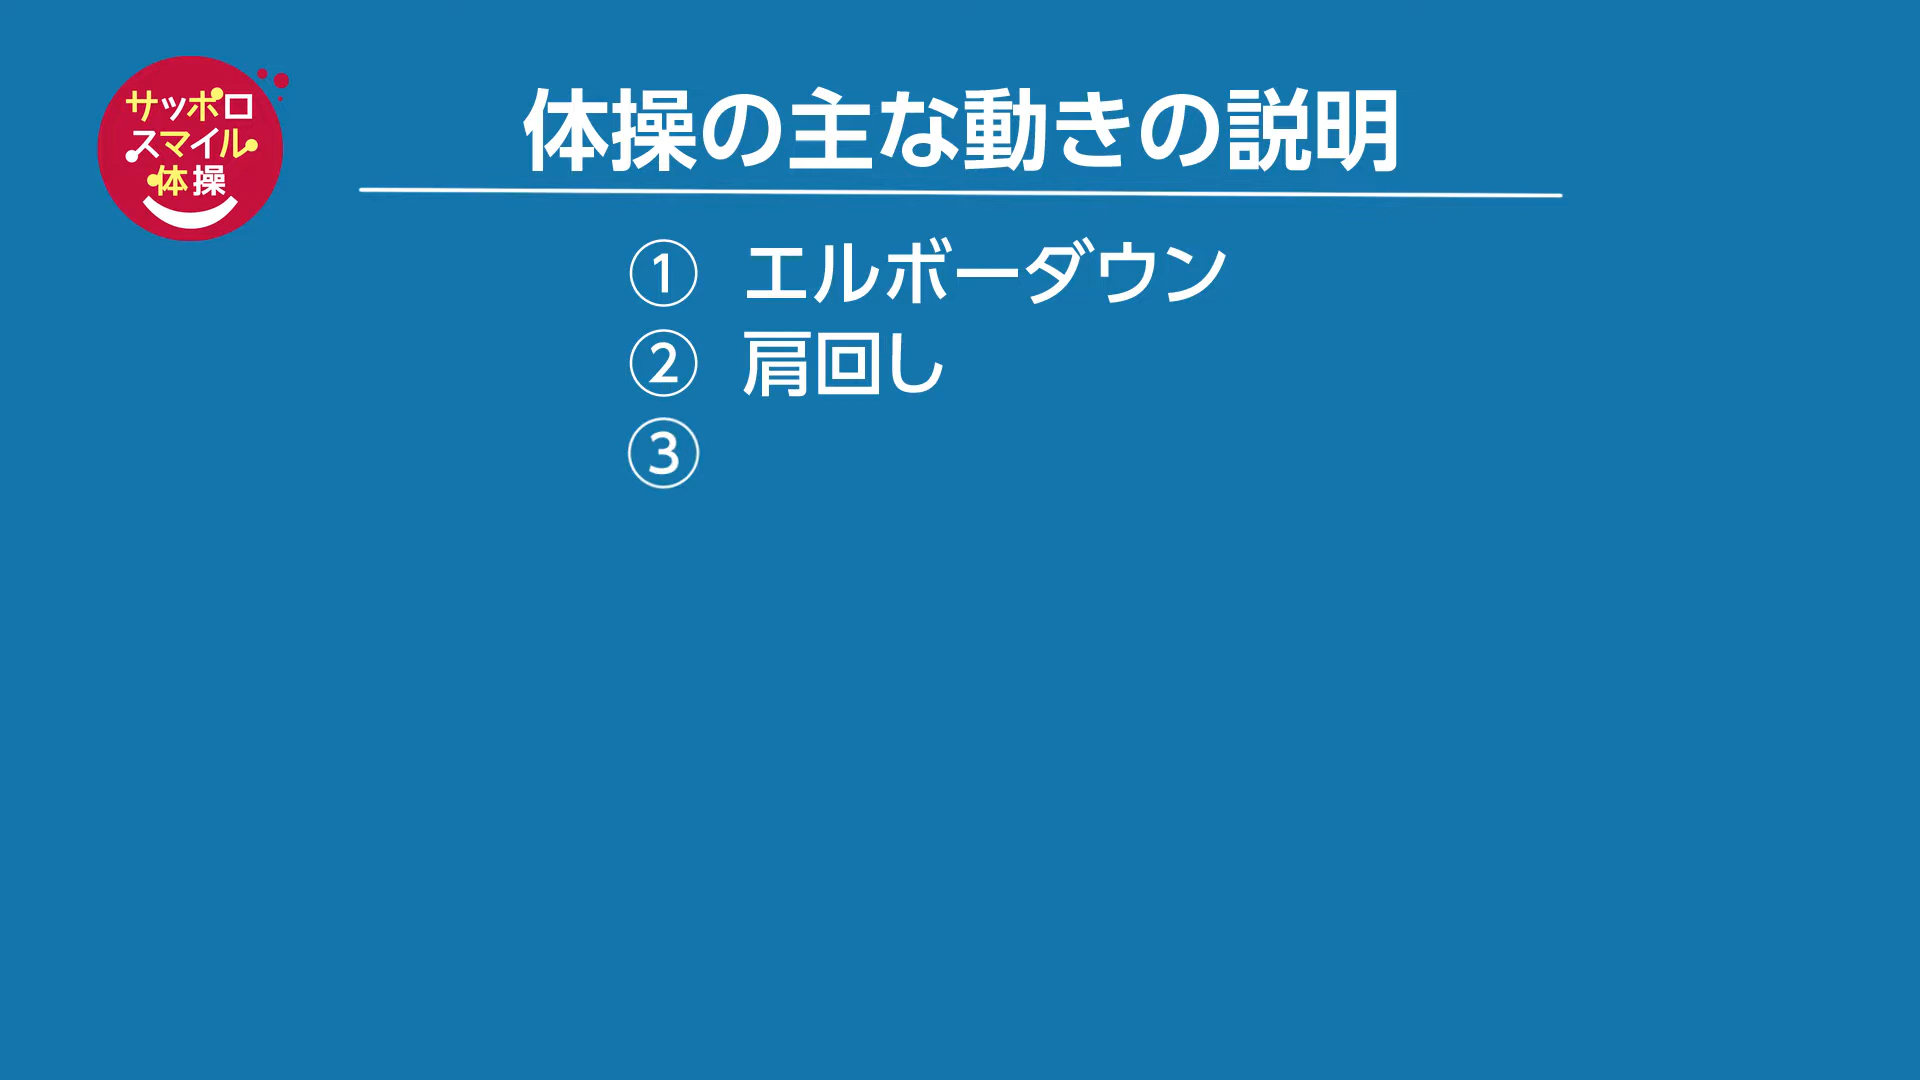 サッポロ
スマイル
体操
体操の主な動きの説明
① エルボーダウン
② 肩回し
③